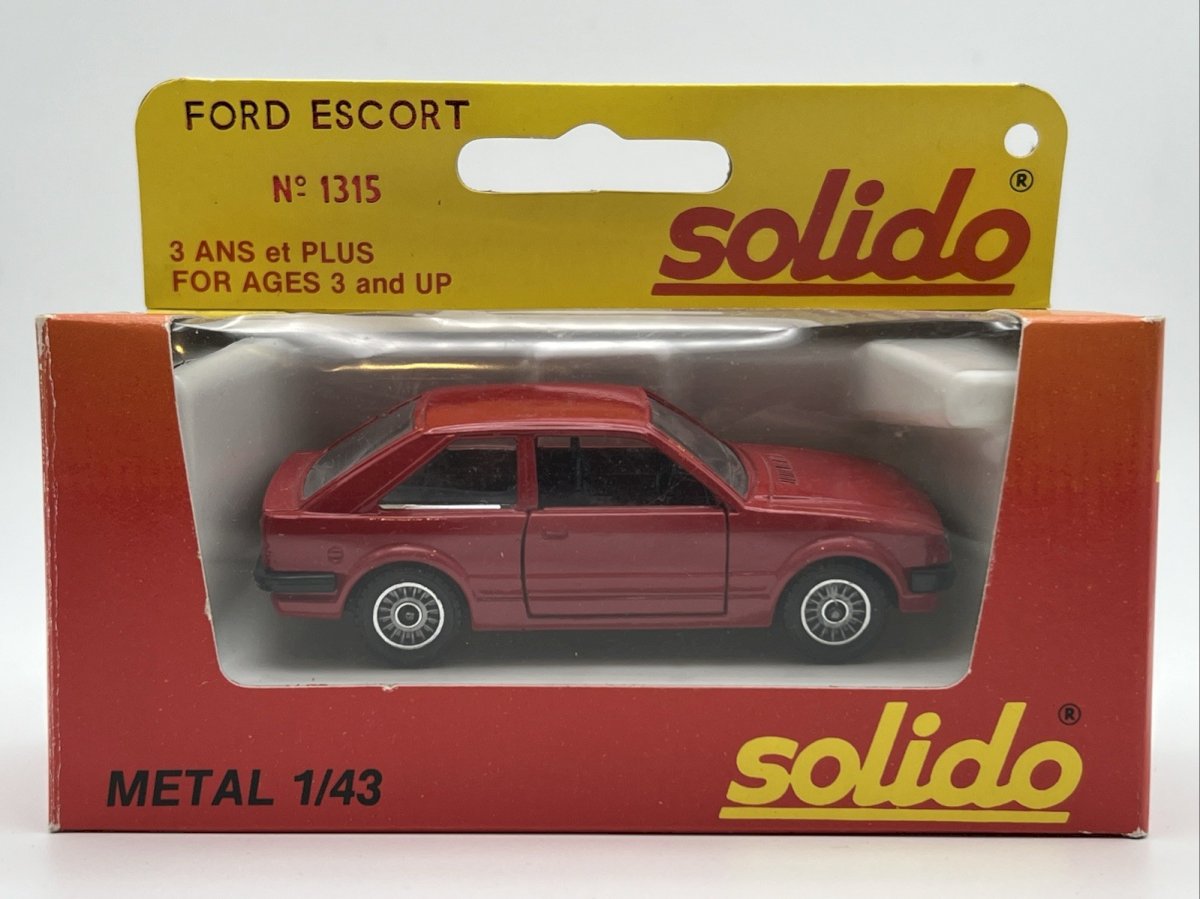 FORD ESCORT
Nº 1315
3 ANS et PLUS
FOR AGES 3 and UP
solido®
METAL 1/43
solido®